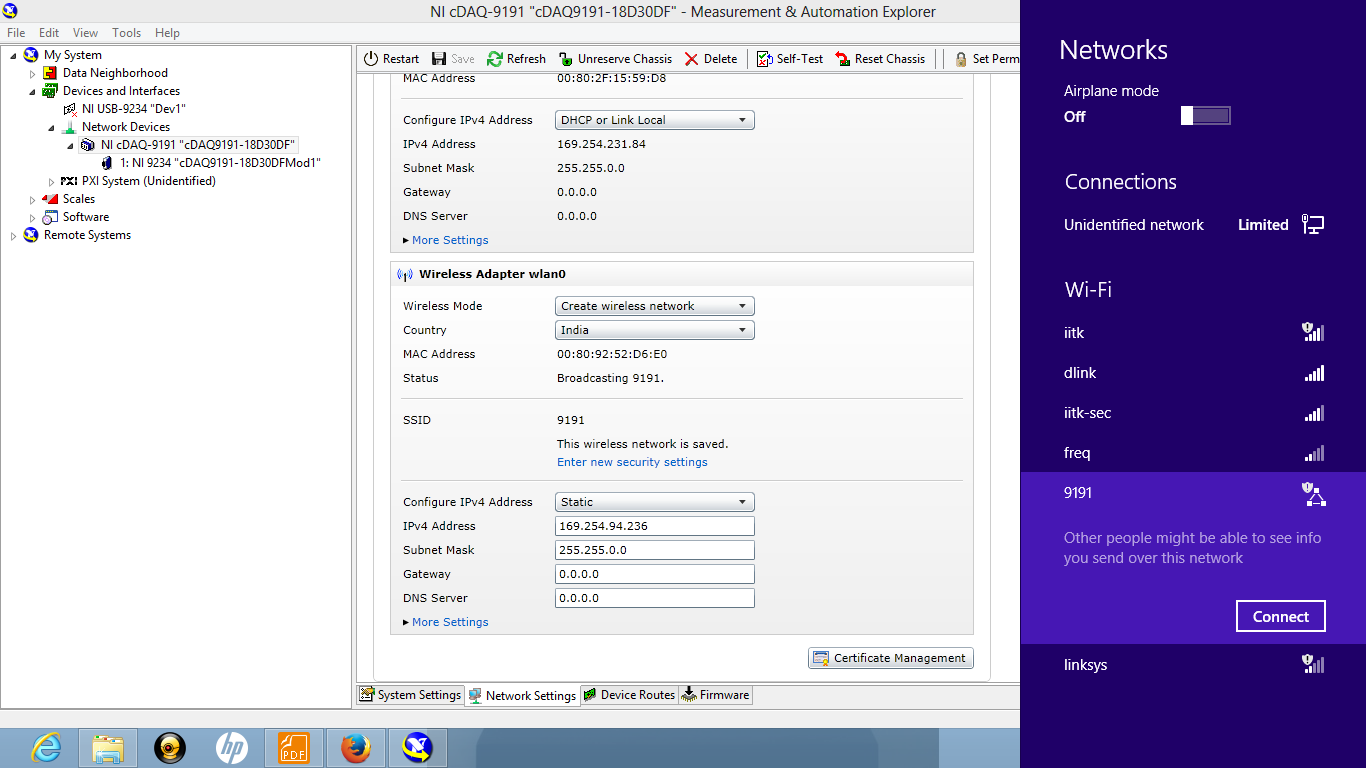 NI cDAQ-9191 "cDAQ9191-18D30DF" - Measurement & Automation Explorer
File Edit View Tools Help
My System
Data Neighborhood
Devices and Interfaces
NI USB-9234 "Dev1"
Network Devices
NI cDAQ-9191 "cDAQ9191-18D30DF"
1: NI 9234 "cDAQ9191-18D30DFMod1"
PXI System (Unidentified)
Scales
Software
Remote Systems
Restart Save Refresh Unreserve Chassis Delete Self-Test Reset Chassis Set Perm
MAC Address 00:80:2F:15:59:D8
Configure IPv4 Address DHCP or Link Local
IPv4 Address 169.254.231.84
Subnet Mask 255.255.0.0
Gateway 0.0.0.0
DNS Server 0.0.0.0
More Settings
Wireless Adapter wlan0
Wireless Mode Create wireless network
Country India
MAC Address 00:80:92:52:D6:E0
Status Broadcasting 9191.
SSID 9191
This wireless network is saved.
Enter new security settings
Configure IPv4 Address Static
IPv4 Address 169.254.94.236
Subnet Mask 255.255.0.0
Gateway 0.0.0.0
DNS Server 0.0.0.0
More Settings
Certificate Management
System Settings Network Settings Device Routes Firmware
Networks
Airplane mode
Off
Connections
Unidentified network Limited
Wi-Fi
iitk
dlink
iitk-sec
freq
9191
Other people might be able to see info
you send over this network
Connect
linksys
hp
PDF